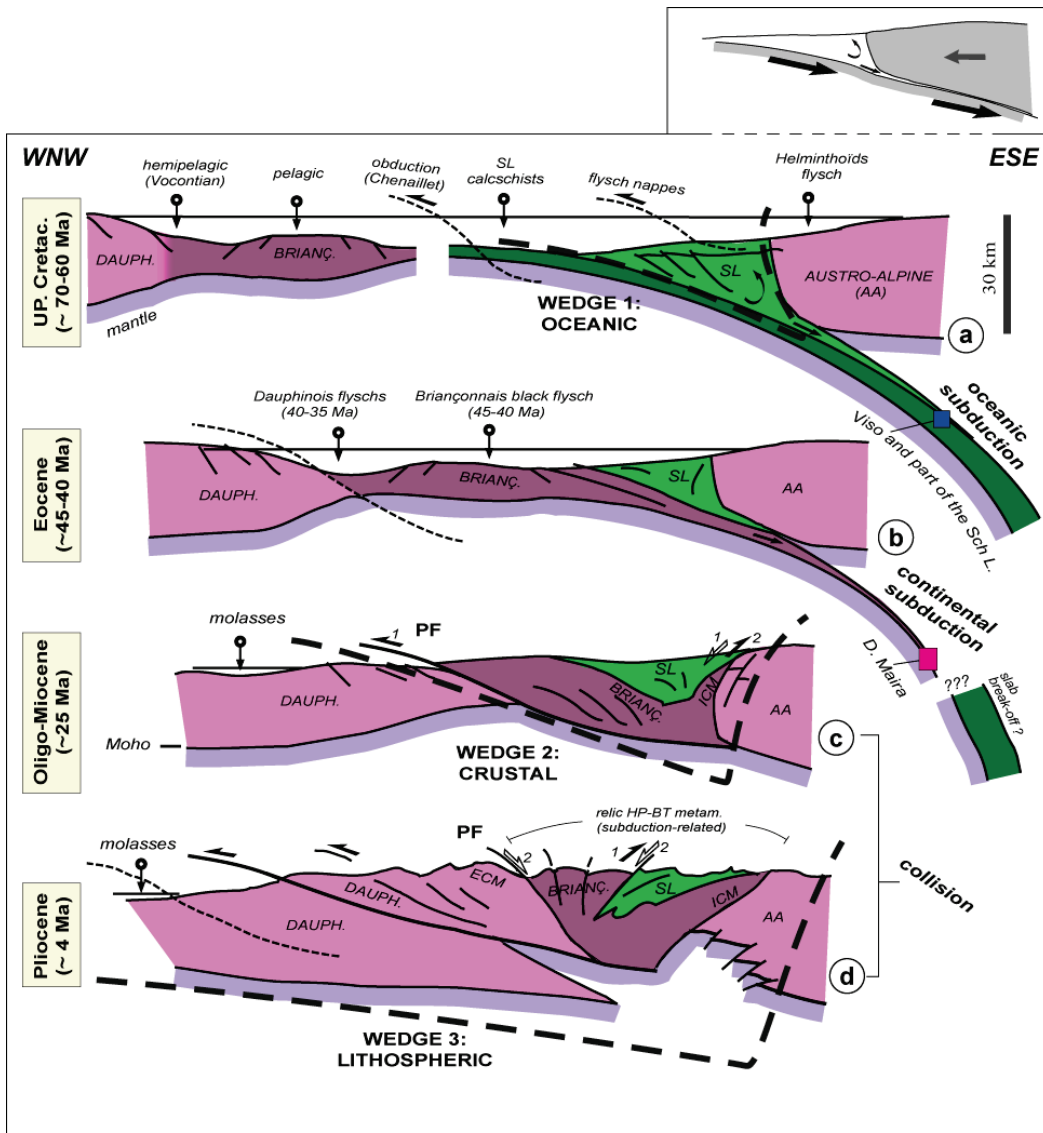 WNW
ESE
hemipelagic
(Vocontian)
pelagic
obduction
(Chenaillet)
SL
calcschists
flysch nappes
Helminthoïds
flysch
UP. Cretac.
(~ 70-60 Ma)
DAUPH.
BRIANÇ.
SL
AUSTRO-ALPINE
(AA)
30 km
mantle
WEDGE 1:
OCEANIC
a
oceanic
subduction
Viso and part of the Sch L.
Eocene
(~45-40 Ma)
Dauphinois flyschs
(40-35 Ma)
Briançonnais black flysch
(45-40 Ma)
DAUPH.
BRIANÇ.
SL
AA
b
continental
subduction
D. Maira
???
slab
break-off ?
Oligo-Miocene
(~25 Ma)
molasses
1
PF
1
2
DAUPH.
BRIANÇ.
SL
ICM
AA
Moho
WEDGE 2:
CRUSTAL
c
relic HP-BT metam.
(subduction-related)
Pliocene
(~ 4 Ma)
molasses
PF
2
1
2
DAUPH.
ECM
BRIANÇ.
SL
ICM
AA
DAUPH.
d
collision
WEDGE 3:
LITHOSPHERIC